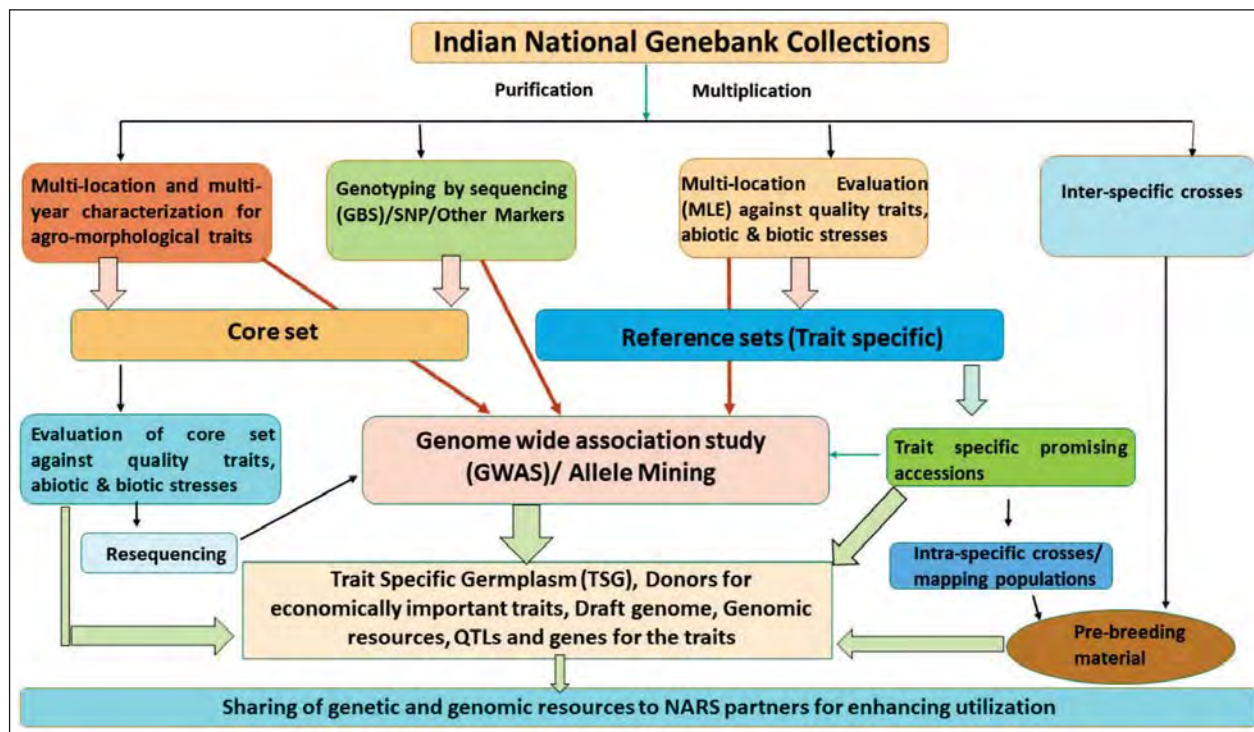 Indian National Genebank Collections
Purification
Multiplication
Multi-location and multi-
year characterization for
agro-morphological traits
Genotyping by sequencing
(GBS)/SNP/Other Markers
Multi-location Evaluation
(MLE) against quality traits,
abiotic & biotic stresses
Inter-specific crosses
Core set
Reference sets (Trait specific)
Evaluation of core set
against quality traits,
abiotic & biotic stresses
Genome wide association study
(GWAS)/ Allele Mining
Trait specific promising
accessions
Resequencing
Intra-specific crosses/
mapping populations
Trait Specific Germplasm (TSG), Donors for
economically important traits, Draft genome, Genomic
resources, QTLs and genes for the traits
Pre-breeding
material
Sharing of genetic and genomic resources to NARS partners for enhancing utilization